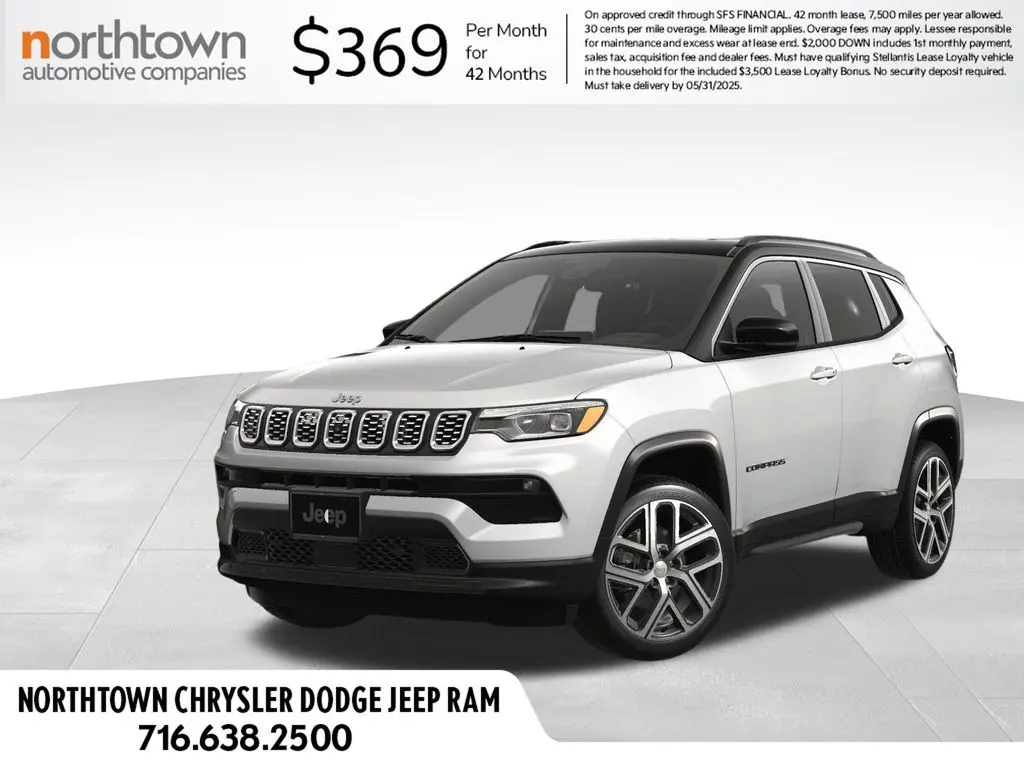 northtown
automotive companies
$369
Per Month
for
42 Months
On approved credit through SFS FINANCIAL. 42 month lease, 7,500 miles per year allowed.
30 cents per mile overage. Mileage limit applies. Overage fees may apply. Lessee responsible
for maintenance and excess wear at lease end. $2,000 DOWN includes 1st monthly payment,
sales tax, acquisition fee and dealer fees. Must have qualifying Stellantis Lease Loyalty vehicle
in the household for the included $3,500 Lease Loyalty Bonus. No security deposit required.
Must take delivery by 05/31/2025.
Jeep
COMPASS
Jeep
NORTHTOWN CHRYSLER DODGE JEEP RAM
716.638.2500